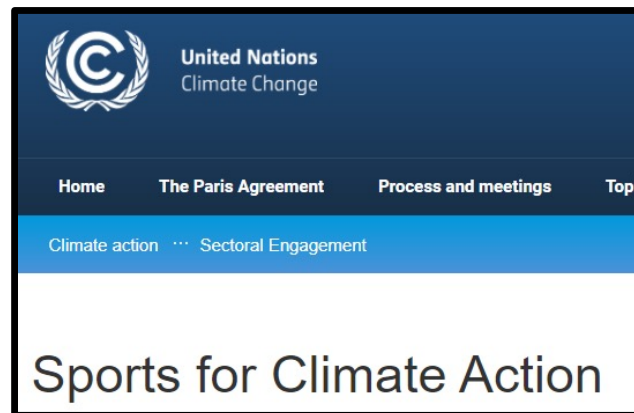 United Nations
Climate Change
Home The Paris Agreement Process and meetings Top
Climate action ··· Sectoral Engagement
Sports for Climate Action